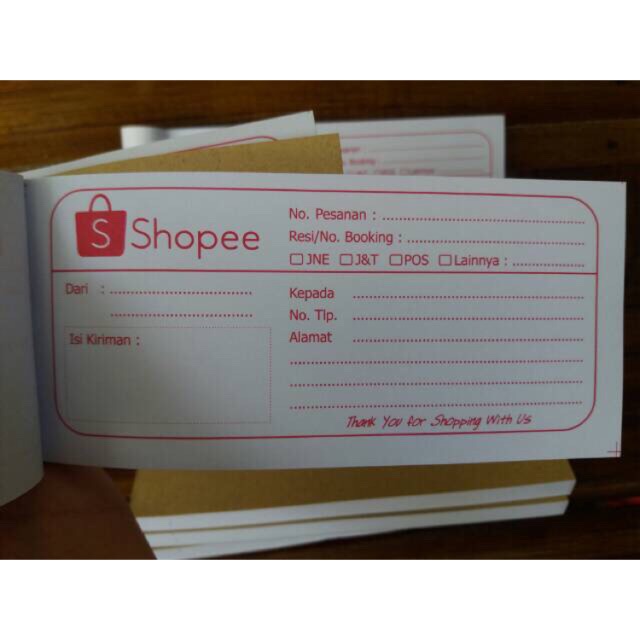 S Shopee
No. Pesanan :
Resi/No. Booking :
JNE J&T POS Lainnya :
Dari :
Isi Kiriman :
Kepada
No. Tlp.
Alamat
Thank You for Shopping With Us